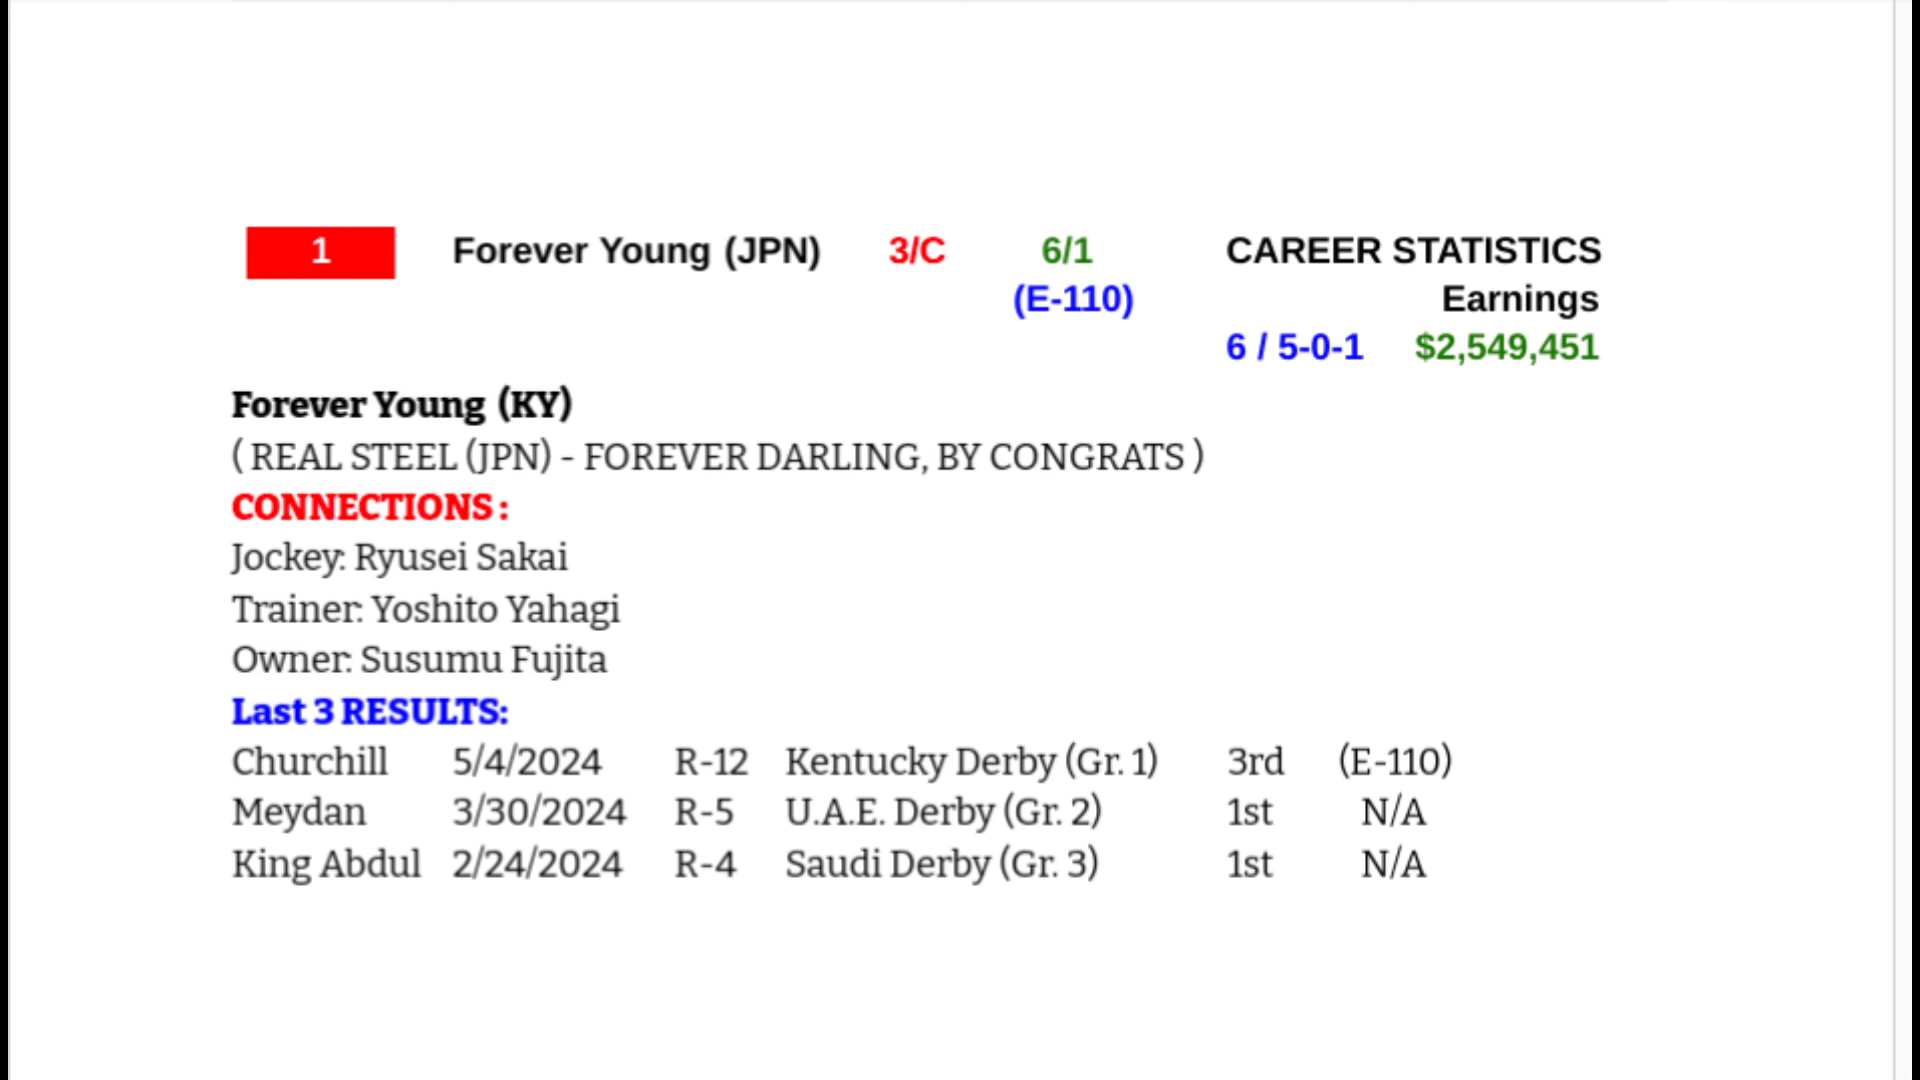 1 Forever Young (JPN) 3/C 6/1 CAREER STATISTICS
(E-110) Earnings
6 / 5-0-1 $2,549,451
Forever Young (KY)
( REAL STEEL (JPN) - FOREVER DARLING, BY CONGRATS )
CONNECTIONS :
Jockey: Ryusei Sakai
Trainer: Yoshito Yahagi
Owner: Susumu Fujita
Last 3 RESULTS:
Churchill 5/4/2024 R-12 Kentucky Derby (Gr. 1) 3rd (E-110)
Meydan 3/30/2024 R-5 U.A.E. Derby (Gr. 2) 1st N/A
King Abdul 2/24/2024 R-4 Saudi Derby (Gr. 3) 1st N/A